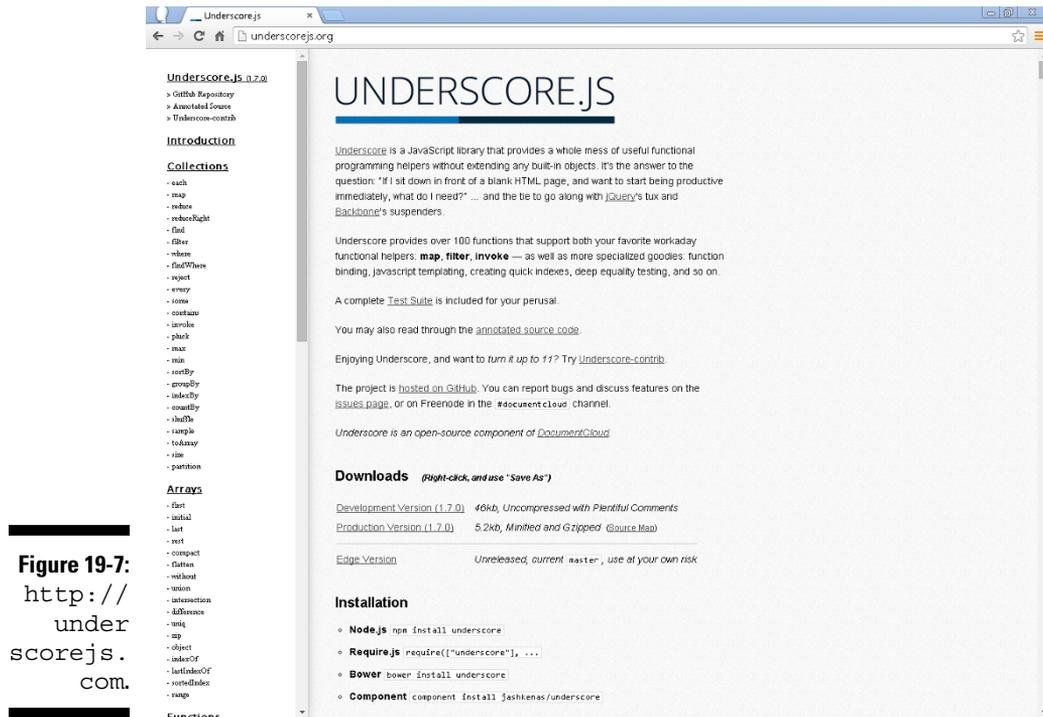 Underscore.js
underscorejs.org
Underscore.js (1.7.0)
» GitHub Repository
» Annotated Source
» Underscore-contrib
Introduction
Collections
- each
- map
- reduce
- reduceRight
- find
- filter
- where
- findWhere
- reject
- every
- some
- contains
- invoke
- pluck
- max
- min
- sortBy
- groupBy
- indexBy
- countBy
- shuffle
- sample
- toArray
- size
- partition
Arrays
- first
- initial
- last
- rest
- compact
- flatten
- without
- union
- intersection
- difference
- uniq
- zip
- object
- indexOf
- lastIndexOf
- sortedIndex
- range
Functions
UNDERSCORE.JS
Underscore is a JavaScript library that provides a whole mess of useful functional
programming helpers without extending any built-in objects. It's the answer to the
question: "If I sit down in front of a blank HTML page, and want to start being productive
immediately, what do I need?" ... and the tie to go along with jQuery's tux and
Backbone's suspenders.
Underscore provides over 100 functions that support both your favorite workaday
functional helpers: map, filter, invoke — as well as more specialized goodies: function
binding, javascript templating, creating quick indexes, deep equality testing, and so on.
A complete Test Suite is included for your perusal.
You may also read through the annotated source code.
Enjoying Underscore, and want to turn it up to 11? Try Underscore-contrib.
The project is hosted on GitHub. You can report bugs and discuss features on the
issues page, or on Freenode in the #documentcloud channel.
Underscore is an open-source component of DocumentCloud.
Downloads (Right-click, and use "Save As")
Development Version (1.7.0) 46kb, Uncompressed with Plentiful Comments
Production Version (1.7.0) 5.2kb, Minified and Gzipped (Source Map)
Edge Version Unreleased, current master, use at your own risk
Installation
◦ Node.js npm install underscore
◦ Require.js require(["underscore"], ...
◦ Bower bower install underscore
◦ Component component install jashkenas/underscore
Figure 19-7:
http://
under
scorejs.
com.